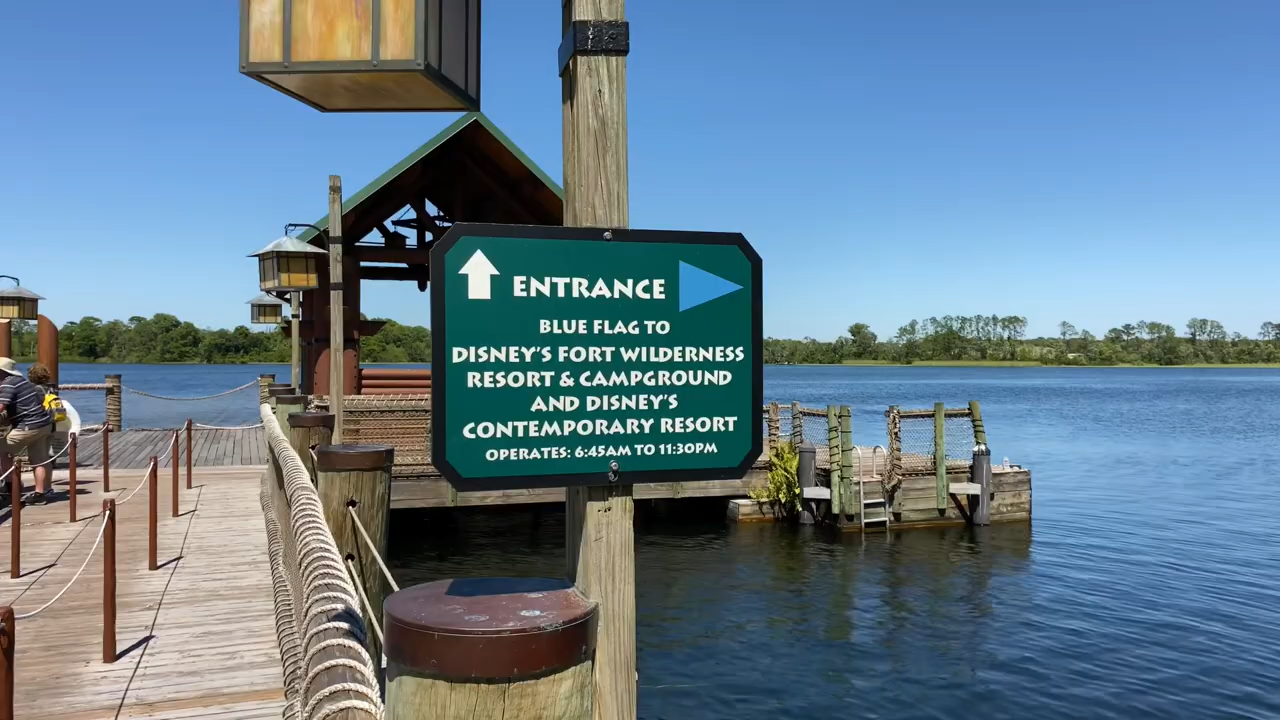 ENTRANCE
BLUE FLAG TO
DISNEY'S FORT WILDERNESS
RESORT & CAMPGROUND
AND DISNEY'S
CONTEMPORARY RESORT
OPERATES: 6:45AM TO 11:30PM